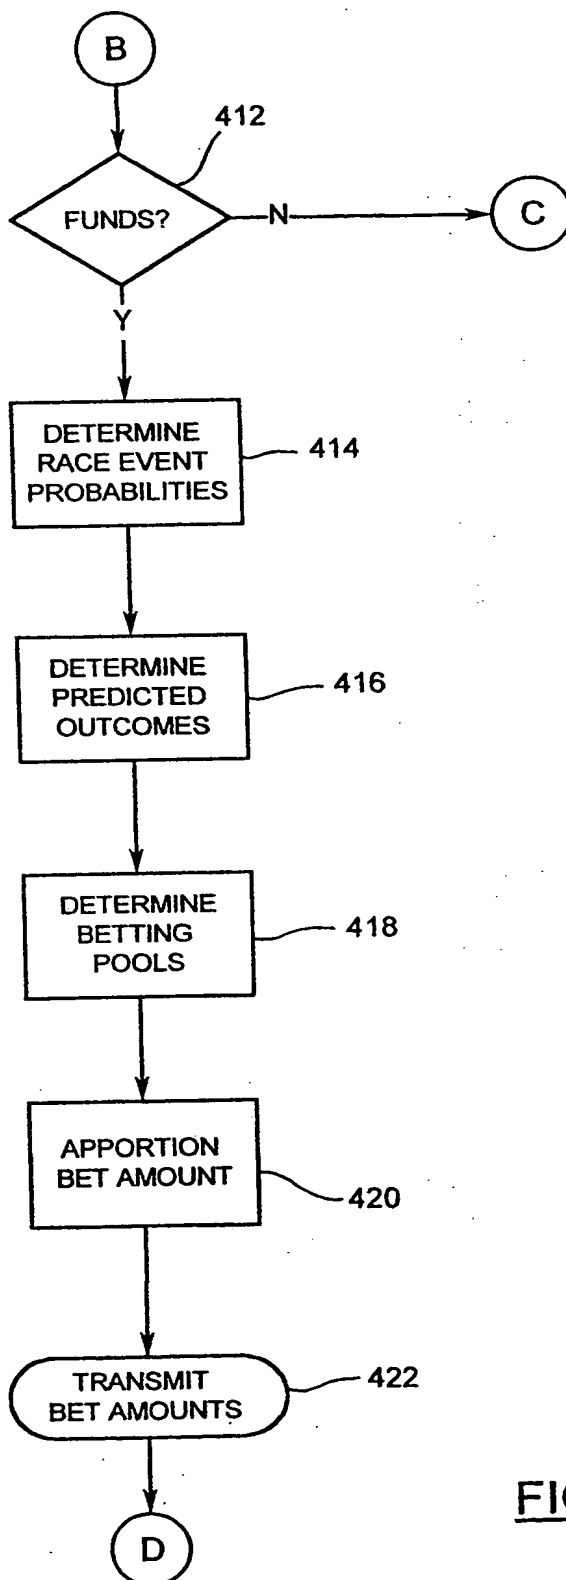 B
412
FUNDS?
N
C
Y
DETERMINE
RACE EVENT
PROBABILITIES
414
DETERMINE
PREDICTED
OUTCOMES
416
DETERMINE
BETTING
POOLS
418
APPORTION
BET AMOUNT
420
TRANSMIT
BET AMOUNTS
422
D